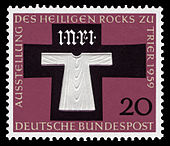 AUSSTELLUNG
DES HEILIGEN ROCKS ZU
TRIER 1959
INRI
20
DEUTSCHE BUNDESPOST